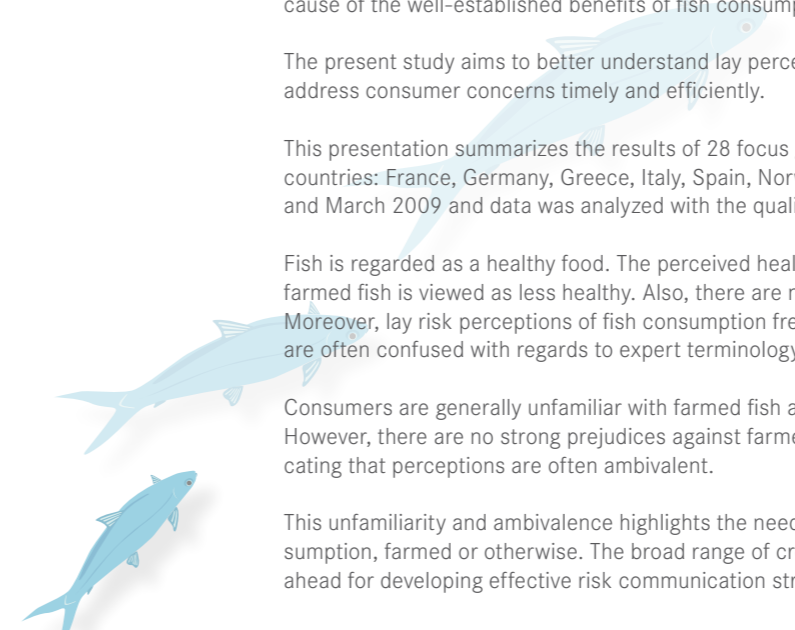 cause of the well-established benefits of fish consump
The present study aims to better understand lay perce
address consumer concerns timely and efficiently.
This presentation summarizes the results of 28 focus
countries: France, Germany, Greece, Italy, Spain, Nor
and March 2009 and data was analyzed with the quali
Fish is regarded as a healthy food. The perceived heal
farmed fish is viewed as less healthy. Also, there are
Moreover, lay risk perceptions of fish consumption fre
are often confused with regards to expert terminology
Consumers are generally unfamiliar with farmed fish a
However, there are no strong prejudices against farme
cating that perceptions are often ambivalent.
This unfamiliarity and ambivalence highlights the need
sumption, farmed or otherwise. The broad range of cr
ahead for developing effective risk communication str